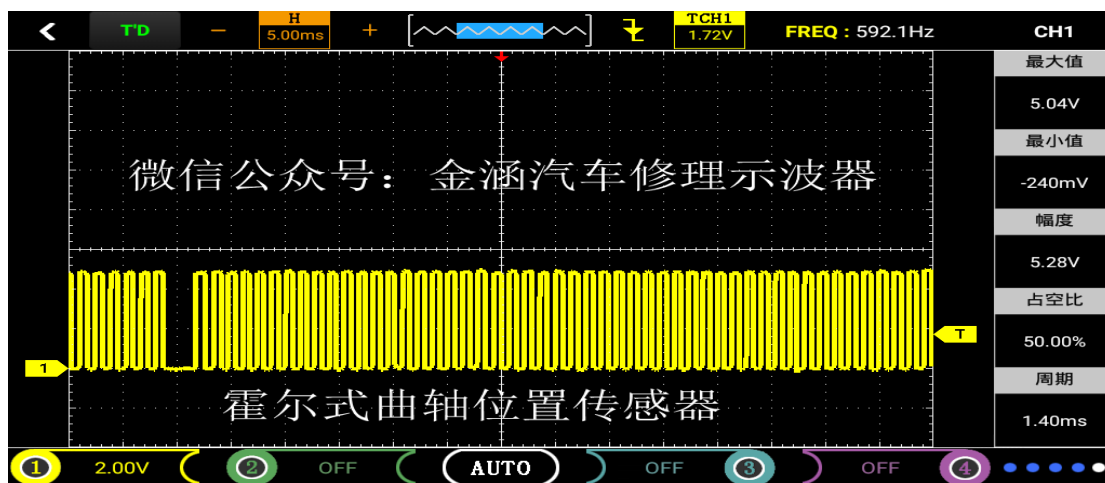 T'D
−
H
5.00ms
+
TCH1
1.72V
FREQ : 592.1Hz
CH1
最大值
5.04V
最小值
-240mV
幅度
5.28V
占空比
50.00%
周期
1.40ms
微信公众号：金涵汽车修理示波器
T
1
霍尔式曲轴位置传感器
1
2.00V
2
OFF
AUTO
OFF
3
OFF
4